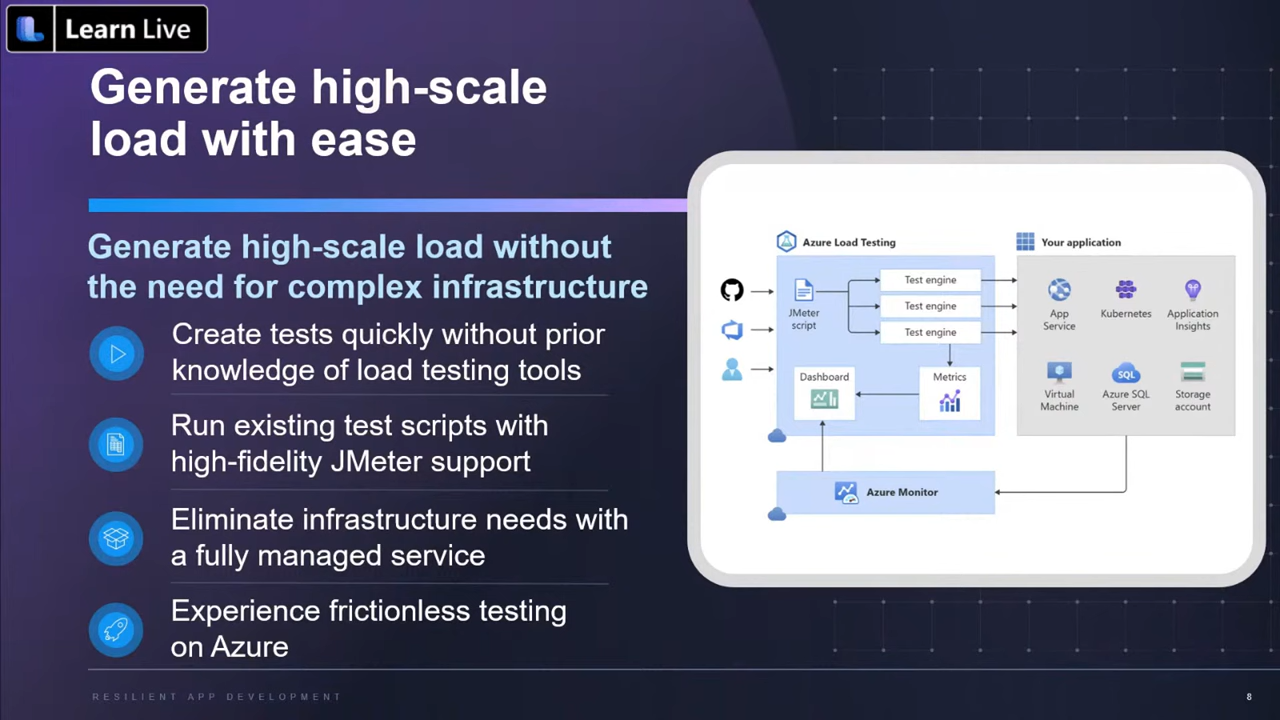 Learn Live
Generate high-scale
load with ease
Generate high-scale load without
the need for complex infrastructure
Create tests quickly without prior
knowledge of load testing tools
Run existing test scripts with
high-fidelity JMeter support
Eliminate infrastructure needs with
a fully managed service
Experience frictionless testing
on Azure
Azure Load Testing
JMeter
script
Test engine
Test engine
Test engine
Dashboard
Metrics
Your application
App
Service
Kubernetes
Application
Insights
Virtual
Machine
SQL
Azure SQL
Server
Storage
account
Azure Monitor
RESILIENT APP DEVELOPMENT
8